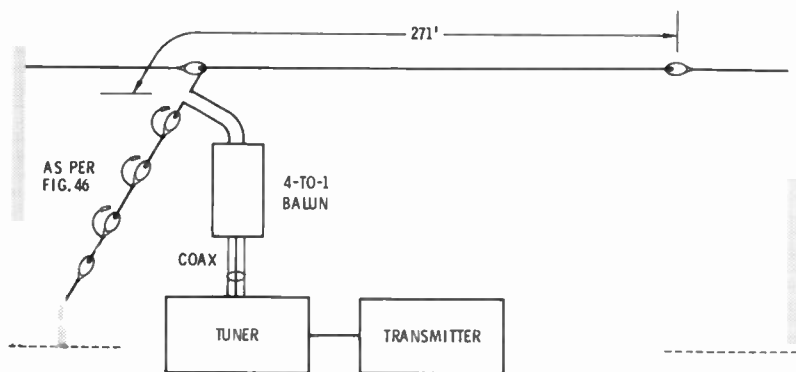 271'
AS PER
FIG. 46
4-TO-1
BALUN
COAX
TUNER
TRANSMITTER